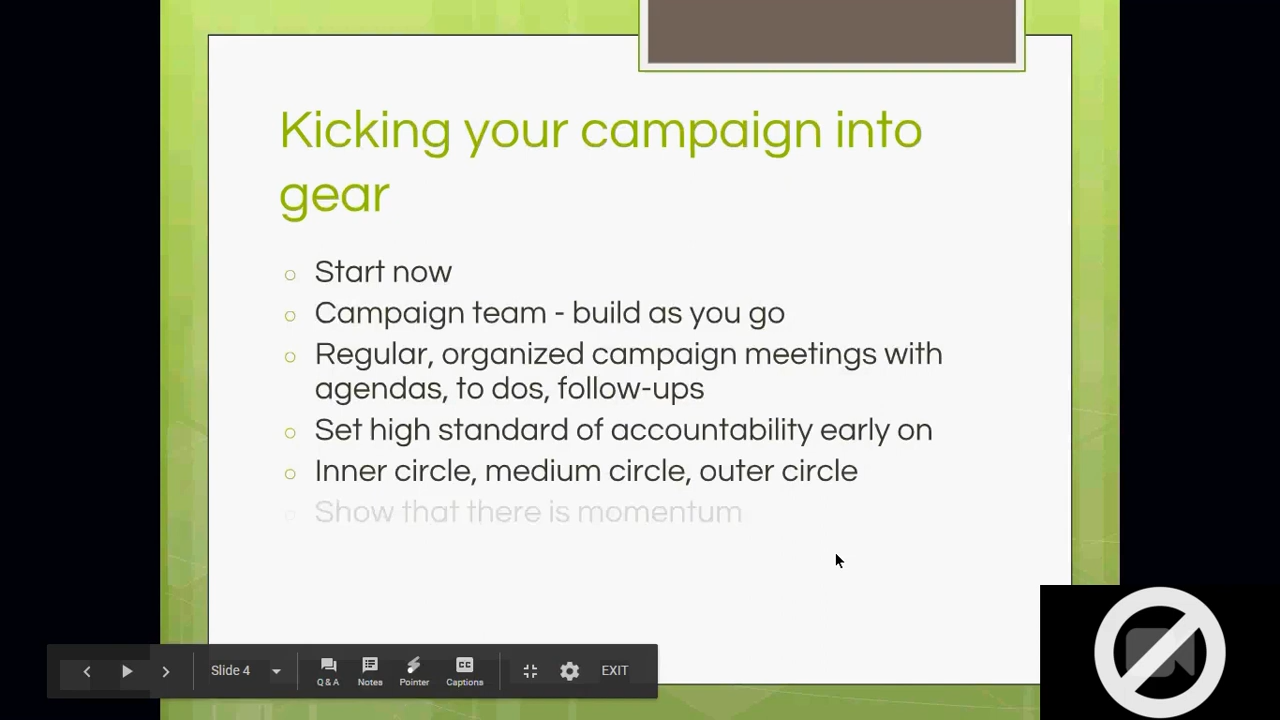 Kicking your campaign into
gear
Start now
Campaign team - build as you go
Regular, organized campaign meetings with
agendas, to dos, follow-ups
Set high standard of accountability early on
Inner circle, medium circle, outer circle
Show that there is momentum
Slide 4
Q & A
Notes
Pointer
CC
Captions
EXIT